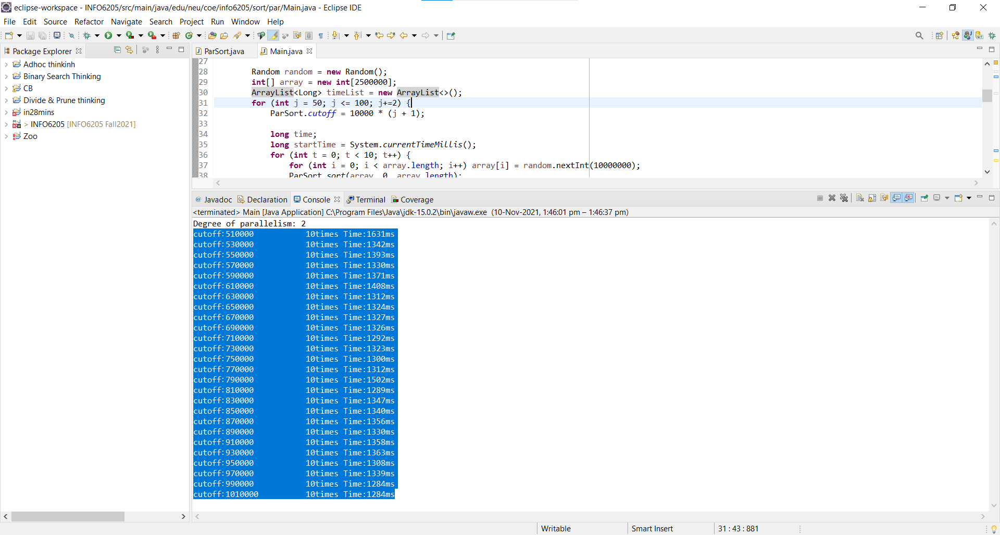 eclipse-workspace - INFO6205/src/main/java/edu/neu/coe/info6205/sort/par/Main.java - Eclipse IDE
File Edit Source Refactor Navigate Search Project Run Window Help
Package Explorer
Adhoc thinkinh
Binary Search Thinking
CB
Divide & Prune thinking
in28mins
> INFO6205 [INFO6205 Fall2021]
Zoo
ParSort.java Main.java
27
28 Random random = new Random();
29 int[] array = new int[2500000];
30 ArrayList<Long> timeList = new ArrayList<>();
31 for (int j = 50; j <= 100; j+=2) {
32 ParSort.cutoff = 10000 * (j + 1);
33
34 long time;
35 long startTime = System.currentTimeMillis();
36 for (int t = 0; t < 10; t++) {
37 for (int i = 0; i < array.length; i++) array[i] = random.nextInt(10000000);
38 ParSort.sort(array, 0, array.length);
@ Javadoc Declaration Console Terminal Coverage
<terminated> Main [Java Application] C:\Program Files\Java\jdk-15.0.2\bin\javaw.exe (10-Nov-2021, 1:46:01 pm – 1:46:37 pm)
Degree of parallelism: 2
cutoff:510000 10times Time:1631ms
cutoff:530000 10times Time:1342ms
cutoff:550000 10times Time:1393ms
cutoff:570000 10times Time:1330ms
cutoff:590000 10times Time:1371ms
cutoff:610000 10times Time:1408ms
cutoff:630000 10times Time:1312ms
cutoff:650000 10times Time:1324ms
cutoff:670000 10times Time:1327ms
cutoff:690000 10times Time:1326ms
cutoff:710000 10times Time:1292ms
cutoff:730000 10times Time:1323ms
cutoff:750000 10times Time:1300ms
cutoff:770000 10times Time:1312ms
cutoff:790000 10times Time:1502ms
cutoff:810000 10times Time:1289ms
cutoff:830000 10times Time:1347ms
cutoff:850000 10times Time:1340ms
cutoff:870000 10times Time:1356ms
cutoff:890000 10times Time:1330ms
cutoff:910000 10times Time:1358ms
cutoff:930000 10times Time:1363ms
cutoff:950000 10times Time:1308ms
cutoff:970000 10times Time:1339ms
cutoff:990000 10times Time:1284ms
cutoff:1010000 10times Time:1284ms
Writable Smart Insert 31 : 43 : 881